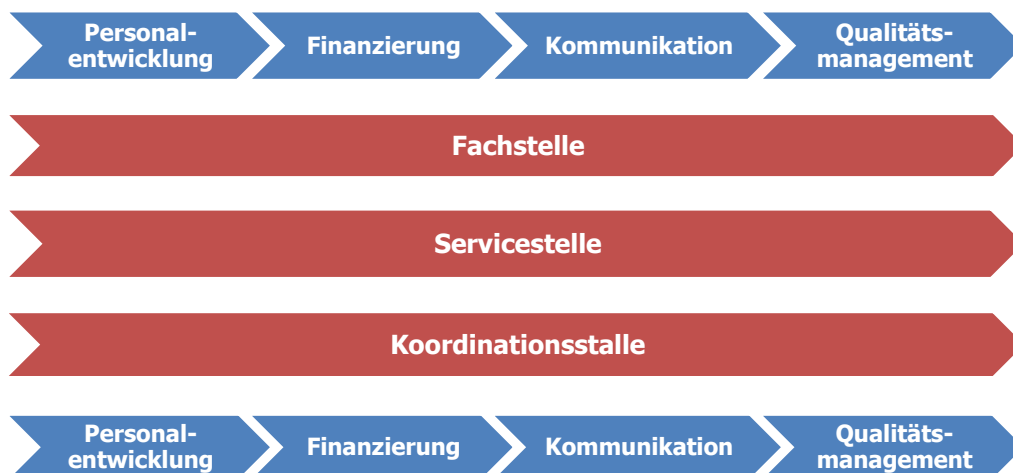 Personal-
entwicklung
Finanzierung
Kommunikation
Qualitäts-
management
Fachstelle
Servicestelle
Koordinationsstalle
Personal-
entwicklung
Finanzierung
Kommunikation
Qualitäts-
management